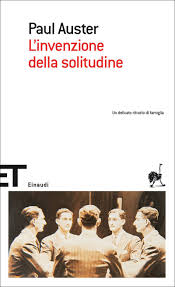 Paul Auster
L'invenzione
della solitudine
Un delicato ritratto di famiglia
ET
Einaudi